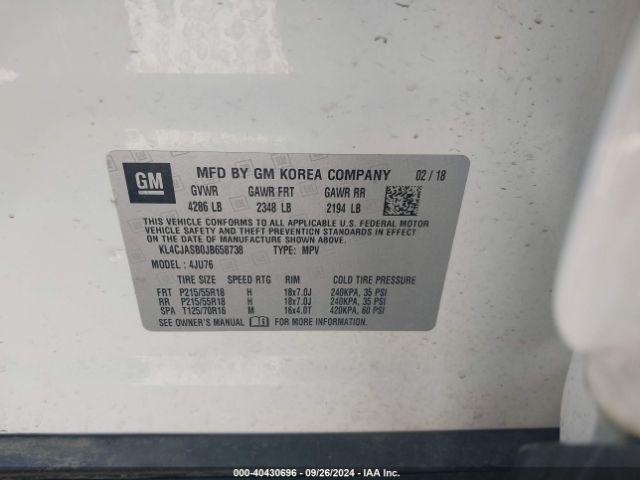 GM MFD BY GM KOREA COMPANY 02/18
GVWR GAWR FRT GAWR RR
4286 LB 2348 LB 2194 LB
THIS VEHICLE CONFORMS TO ALL APPLICABLE U.S. FEDERAL MOTOR
VEHICLE SAFETY AND THEFT PREVENTION STANDARDS IN EFFECT
ON THE DATE OF MANUFACTURE SHOWN ABOVE.
KL4CJASB0JB658738 TYPE: MPV
MODEL : 4JU76
TIRE SIZE SPEED RTG RIM COLD TIRE PRESSURE
FRT P215/55R18 H 18x7.0J 240KPA, 35 PSI
RR P215/55R18 H 18x7.0J 240KPA, 35 PSI
SPA T125/70R16 M 16x4.0T 420KPA, 60 PSI
SEE OWNER'S MANUAL FOR MORE INFORMATION.
000-40430696 - 09/26/2024 - IAA Inc.